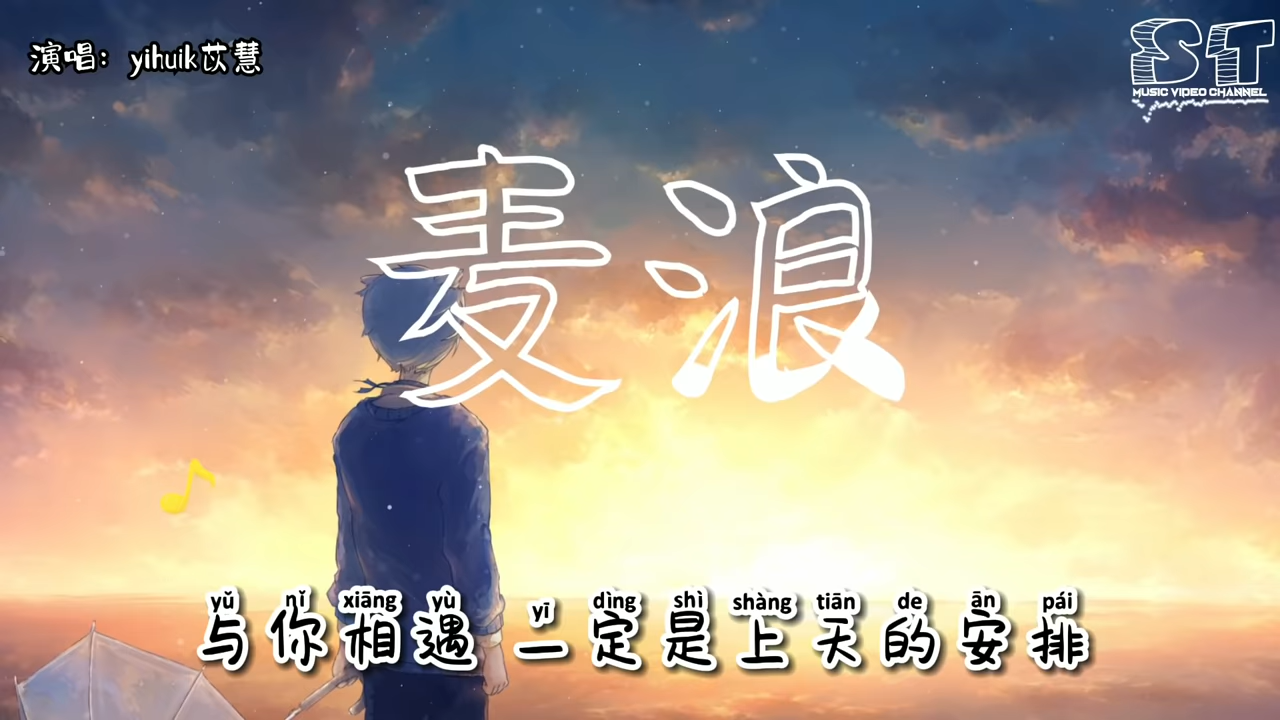 演唱：yihuik苡慧
ST
MUSIC VIDEO CHANNEL
麦浪
yǔ nǐ xiāng yù yī dìng shì shàng tiān de ān pái
与你相遇 一定是上天的安排